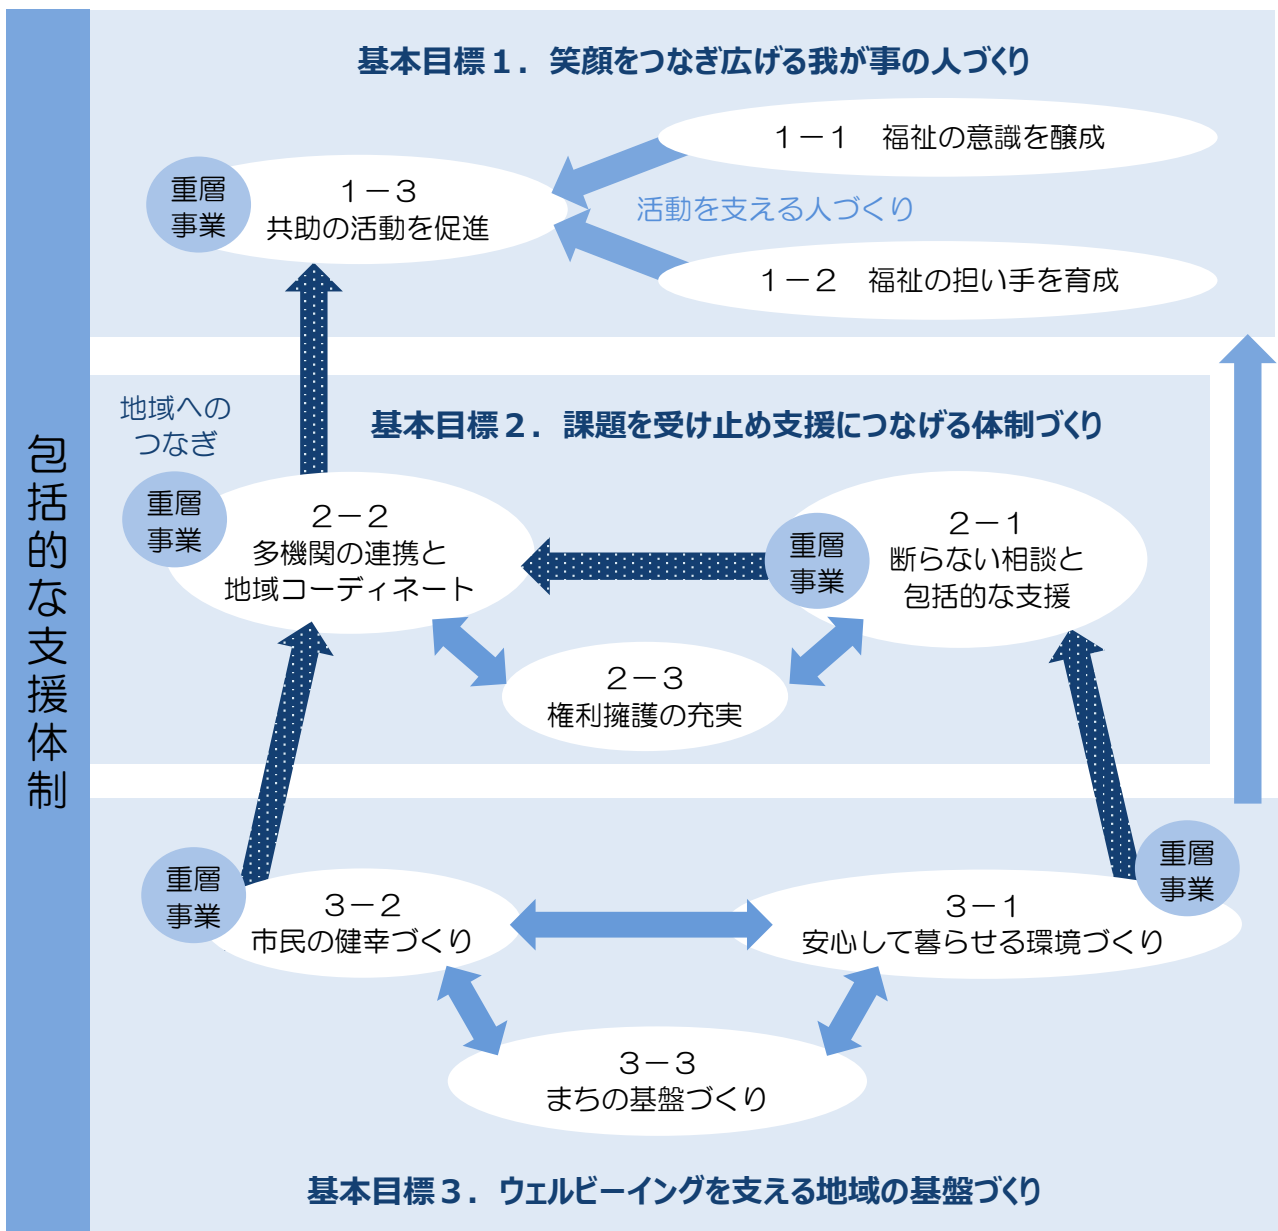 包括的な支援体制
基本目標１．笑顔をつなぎ広げる我が事の人づくり
１－１　福祉の意識を醸成
重層
事業
１－３
共助の活動を促進
活動を支える人づくり
１－２　福祉の担い手を育成
地域への
つなぎ
基本目標２．課題を受け止め支援につなげる体制づくり
重層
事業
２－２
多機関の連携と
地域コーディネート
重層
事業
２－１
断らない相談と
包括的な支援
２－３
権利擁護の充実
重層
事業
３－２
市民の健幸づくり
３－１
安心して暮らせる環境づくり
重層
事業
３－３
まちの基盤づくり
基本目標３．ウェルビーイングを支える地域の基盤づくり